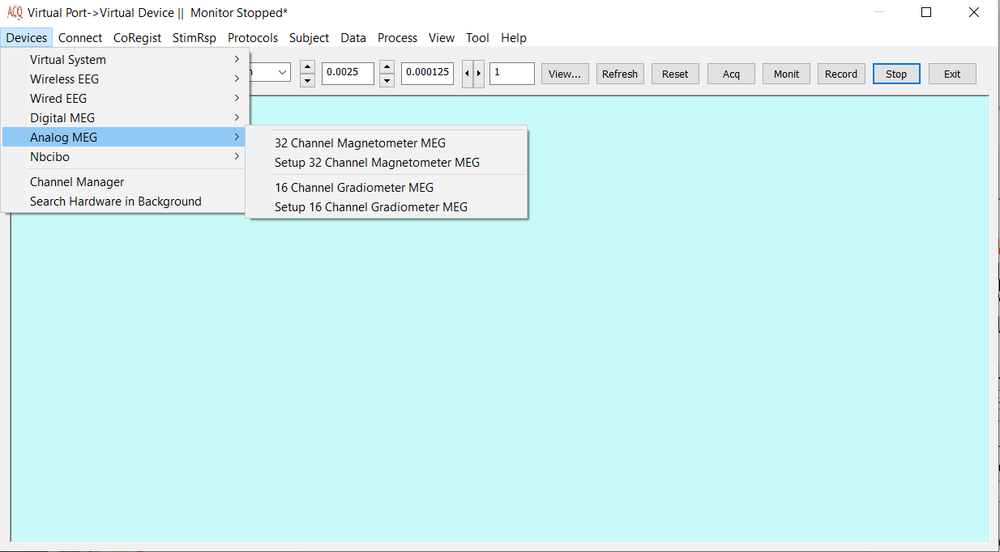 ACQ Virtual Port->Virtual Device || Monitor Stopped*
Devices Connect CoRegist StimRsp Protocols Subject Data Process View Tool Help
0.0025 0.000125 1 View... Refresh Reset Acq Monit Record Stop Exit
Virtual System
Wireless EEG
Wired EEG
Digital MEG
Analog MEG
Nbcibo
Channel Manager
Search Hardware in Background
32 Channel Magnetometer MEG
Setup 32 Channel Magnetometer MEG
16 Channel Gradiometer MEG
Setup 16 Channel Gradiometer MEG